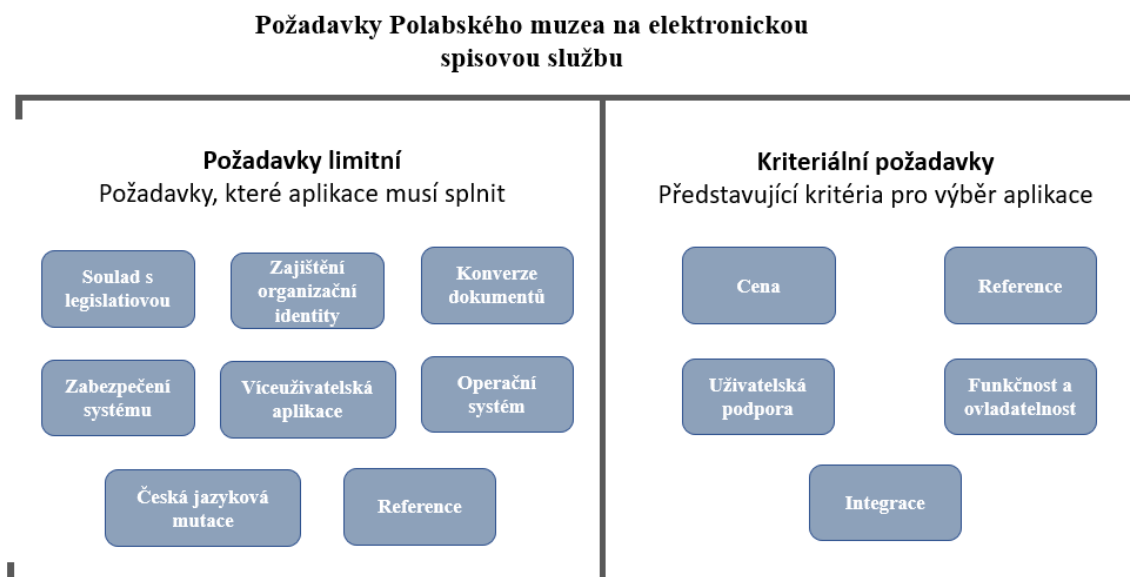 Požadavky Polabského muzea na elektronickou
spisovou službu
Požadavky limitní
Požadavky, které aplikace musí splnit
Soulad s
legislatiovou
Zajištění
organizační
identity
Konverze
dokumentů
Zabezpečení
systému
Víceuživatelská
aplikace
Operační
systém
Česká jazyková
mutace
Reference
Kriteriální požadavky
Představující kritéria pro výběr aplikace
Cena
Reference
Uživatelská
podpora
Funkčnost a
ovladatelnost
Integrace